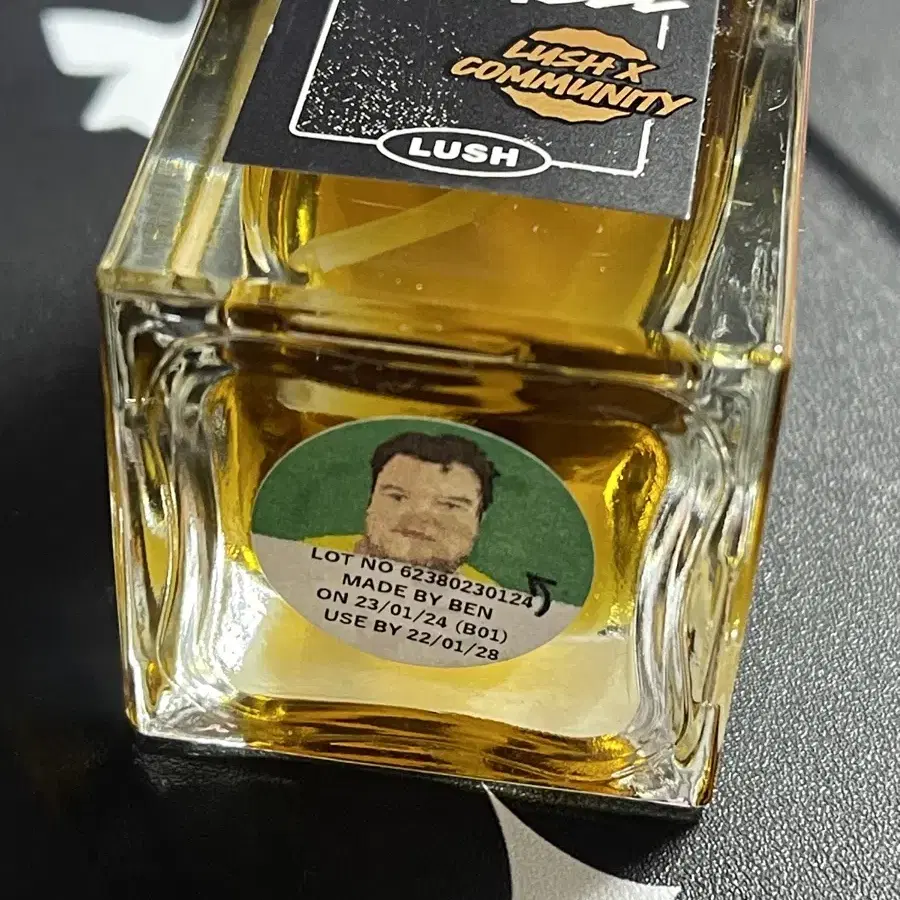 LUSH X
COMMUNITY
LUSH
LOT NO 62380230124
MADE BY BEN
ON 23/01/24 (B01)
USE BY 22/01/28